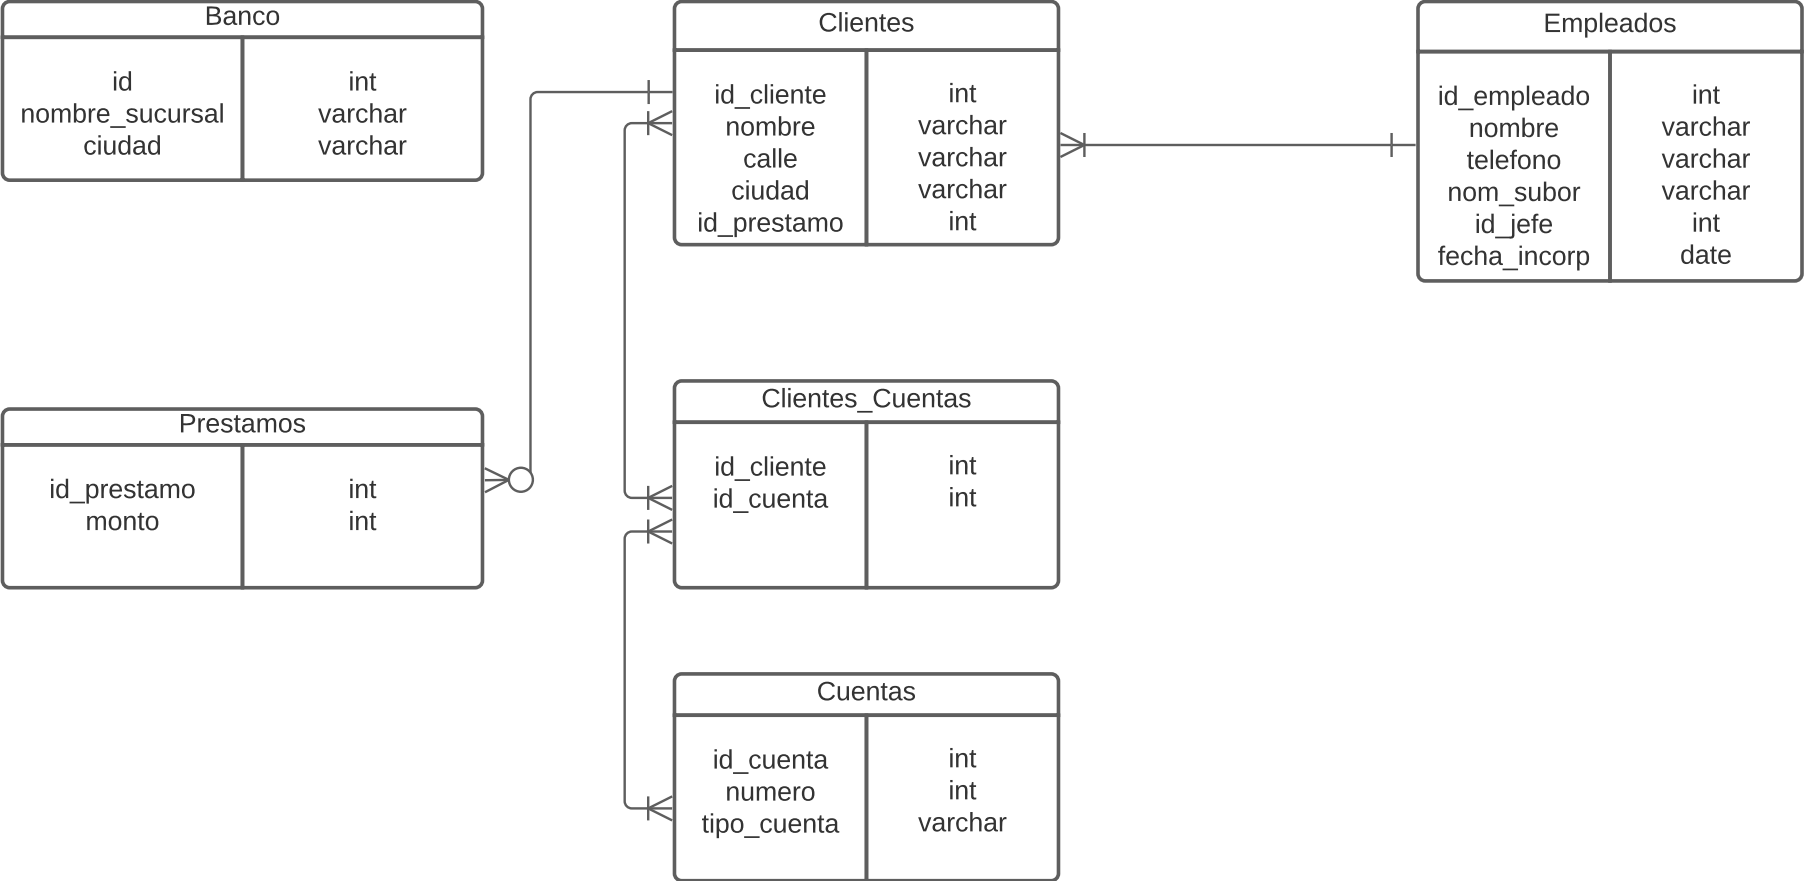 Banco
id int
nombre_sucursal varchar
ciudad varchar
Clientes
id_cliente int
nombre varchar
calle varchar
ciudad varchar
id_prestamo int
Empleados
id_empleado int
nombre varchar
telefono varchar
nom_subor varchar
id_jefe int
fecha_incorp date
Prestamos
id_prestamo int
monto int
Clientes_Cuentas
id_cliente int
id_cuenta int
Cuentas
id_cuenta int
numero int
tipo_cuenta varchar